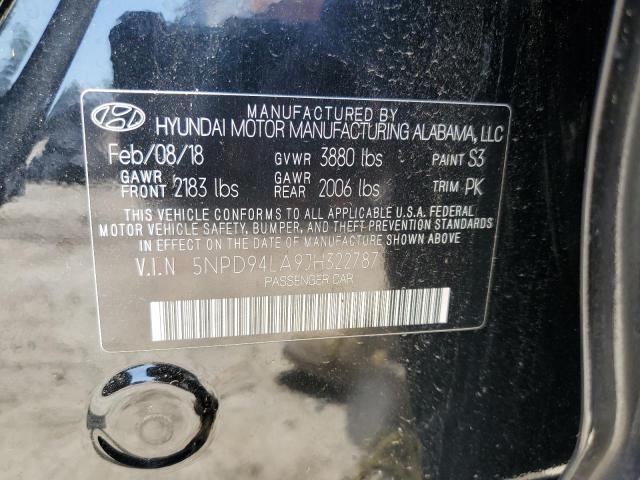 MANUFACTURED BY
HYUNDAI MOTOR MANUFACTURING ALABAMA, LLC
Feb/08/18 GVWR 3880 lbs PAINT S3
GAWR FRONT 2183 lbs GAWR REAR 2006 lbs TRIM PK
THIS VEHICLE CONFORMS TO ALL APPLICABLE U.S.A. FEDERAL
MOTOR VEHICLE SAFETY, BUMPER, AND THEFT PREVENTION STANDARDS
IN EFFECT ON THE DATE OF MANUFACTURE SHOWN ABOVE.
V.I.N 5NPD94LA9JH322787
PASSENGER CAR